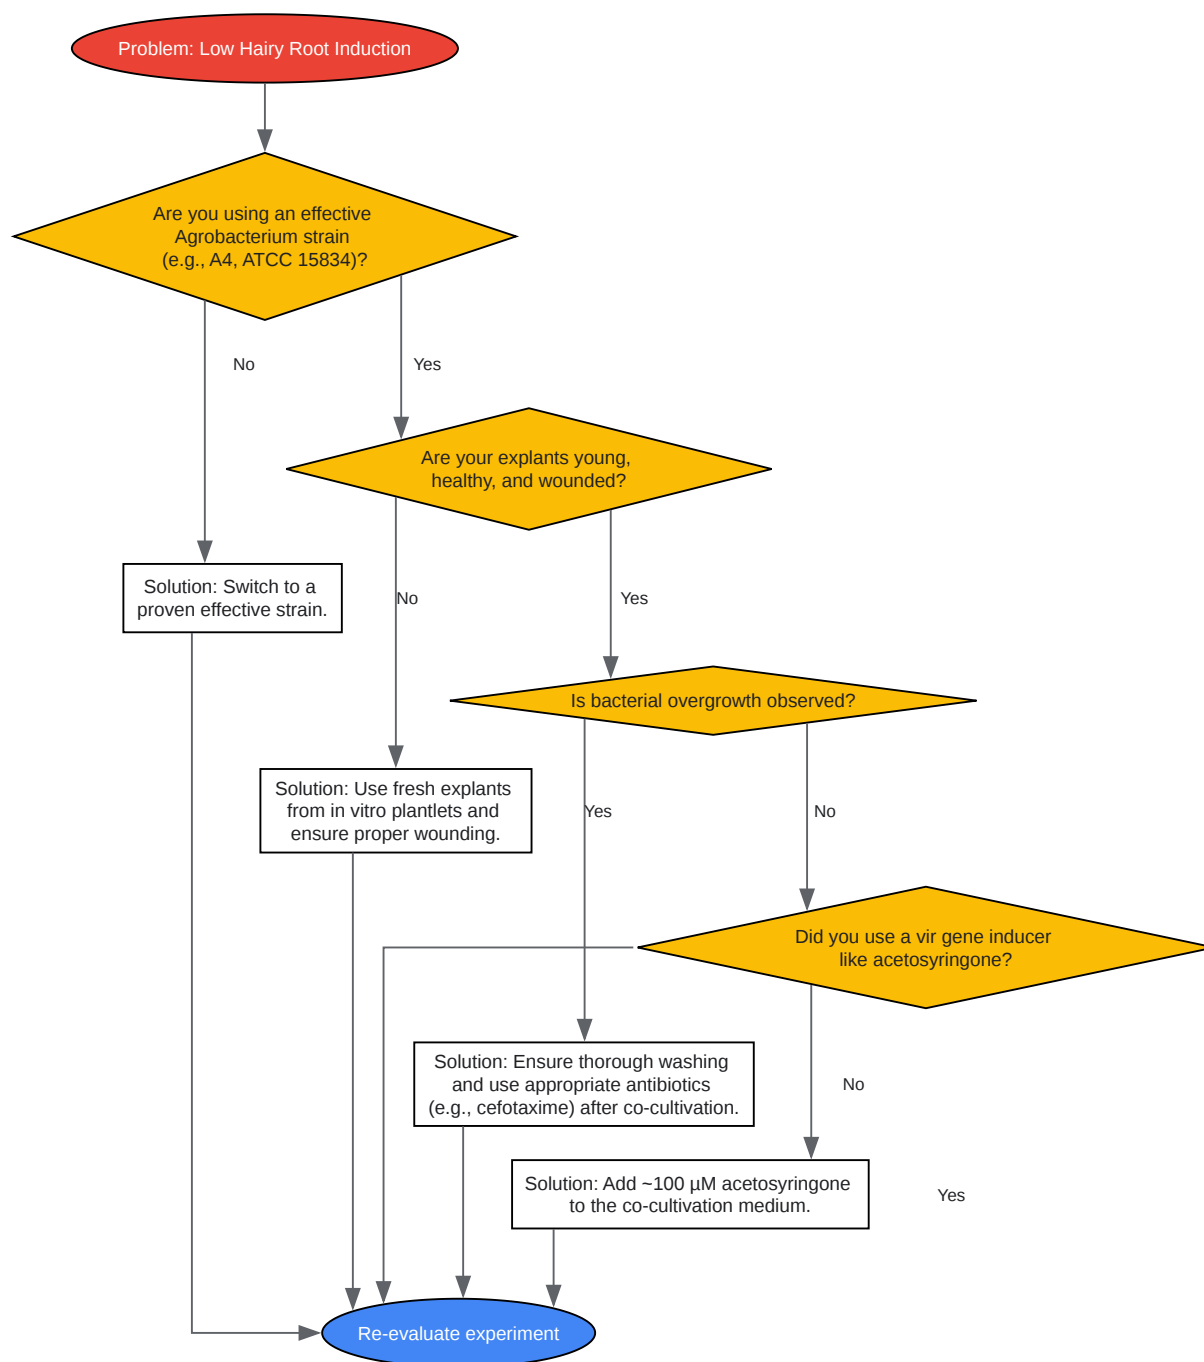 Problem: Low Hairy Root Induction
Are you using an effective
Agrobacterium strain
(e.g., A4, ATCC 15834)?
No
Yes
Are your explants young,
healthy, and wounded?
Solution: Switch to a
proven effective strain.
No
Yes
Is bacterial overgrowth observed?
Solution: Use fresh explants
from in vitro plantlets and
ensure proper wounding.
Yes
No
Did you use a vir gene inducer
like acetosyringone?
Solution: Ensure thorough washing
and use appropriate antibiotics
(e.g., cefotaxime) after co-cultivation.
No
Solution: Add ~100 µM acetosyringone
to the co-cultivation medium.
Yes
Re-evaluate experiment